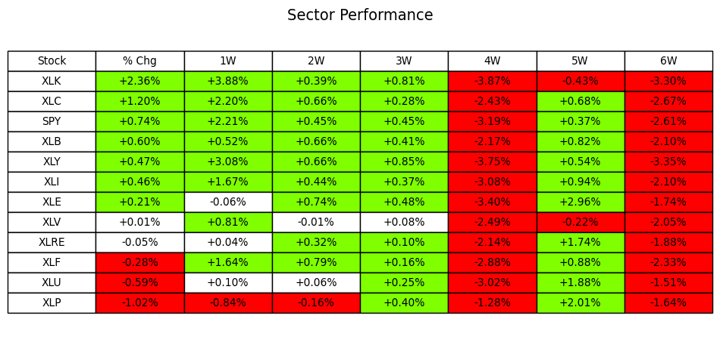 Sector Performance
Stock % Chg 1W 2W 3W 4W 5W 6W
XLK +2.36% +3.88% +0.39% +0.81% -3.87% -0.43% -3.30%
XLC +1.20% +2.20% +0.66% +0.28% -2.43% +0.68% -2.67%
SPY +0.74% +2.21% +0.45% +0.45% -3.19% +0.37% -2.61%
XLB +0.60% +0.52% +0.66% +0.41% -2.17% +0.82% -2.10%
XLY +0.47% +3.08% +0.66% +0.85% -3.75% +0.54% -3.35%
XLI +0.46% +1.67% +0.44% +0.37% -3.08% +0.94% -2.10%
XLE +0.21% -0.06% +0.74% +0.48% -3.40% +2.96% -1.74%
XLV +0.01% +0.81% -0.01% +0.08% -2.49% -0.22% -2.05%
XLRE -0.05% +0.04% +0.32% +0.10% -2.14% +1.74% -1.88%
XLF -0.28% +1.64% +0.79% +0.16% -2.88% +0.88% -2.33%
XLU -0.59% +0.10% +0.06% +0.25% -3.02% +1.88% -1.51%
XLP -1.02% -0.84% -0.16% +0.40% -1.28% +2.01% -1.64%